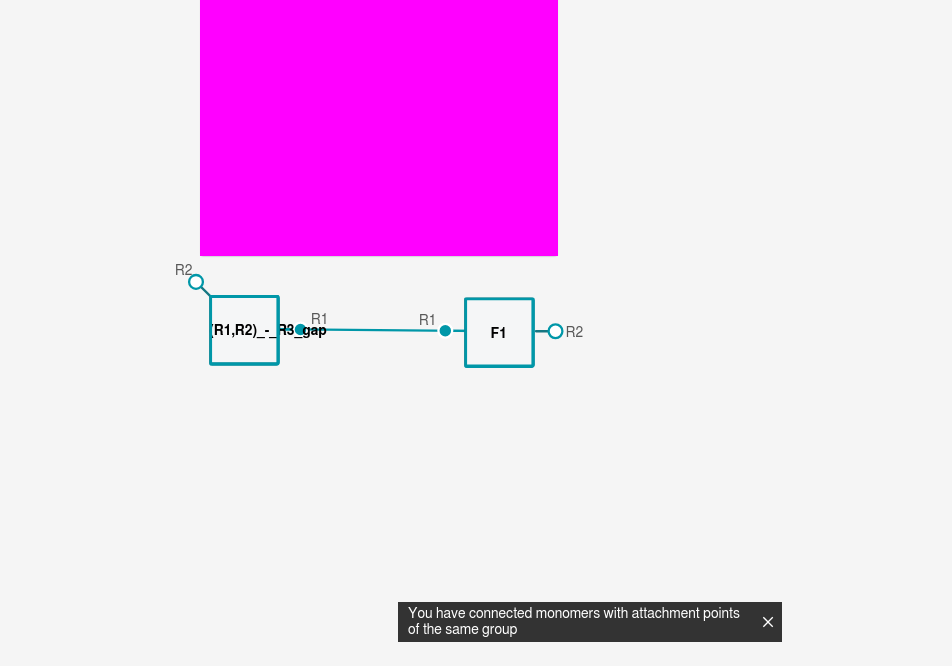 R2
R1
R1
(R1,R2)_-_R3_gap
F1
R2
You have connected monomers with attachment points
of the same group